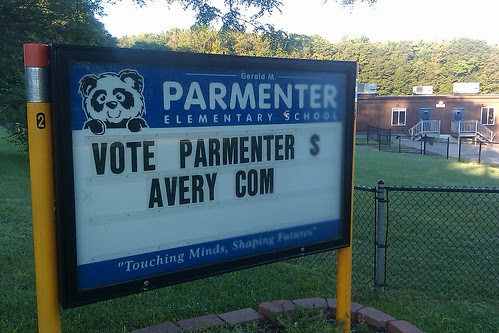 Gerald M.
PARMENTER
ELEMENTARY SCHOOL
VOTE PARMENTER S
AVERY COM
"Touching Minds, Shaping Futures"
2